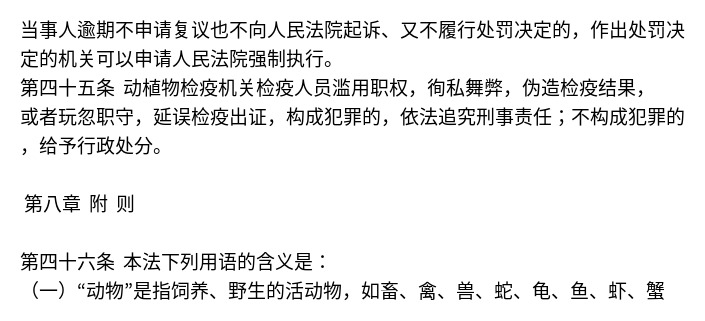 当事人逾期不申请复议也不向人民法院起诉、又不履行处罚决定的，作出处罚决
定的机关可以申请人民法院强制执行。
第四十五条 动植物检疫机关检疫人员滥用职权，徇私舞弊，伪造检疫结果，
或者玩忽职守，延误检疫出证，构成犯罪的，依法追究刑事责任；不构成犯罪的
，给予行政处分。
第八章 附 则
第四十六条 本法下列用语的含义是：
（一）“动物”是指饲养、野生的活动物，如畜、禽、兽、蛇、龟、鱼、虾、蟹